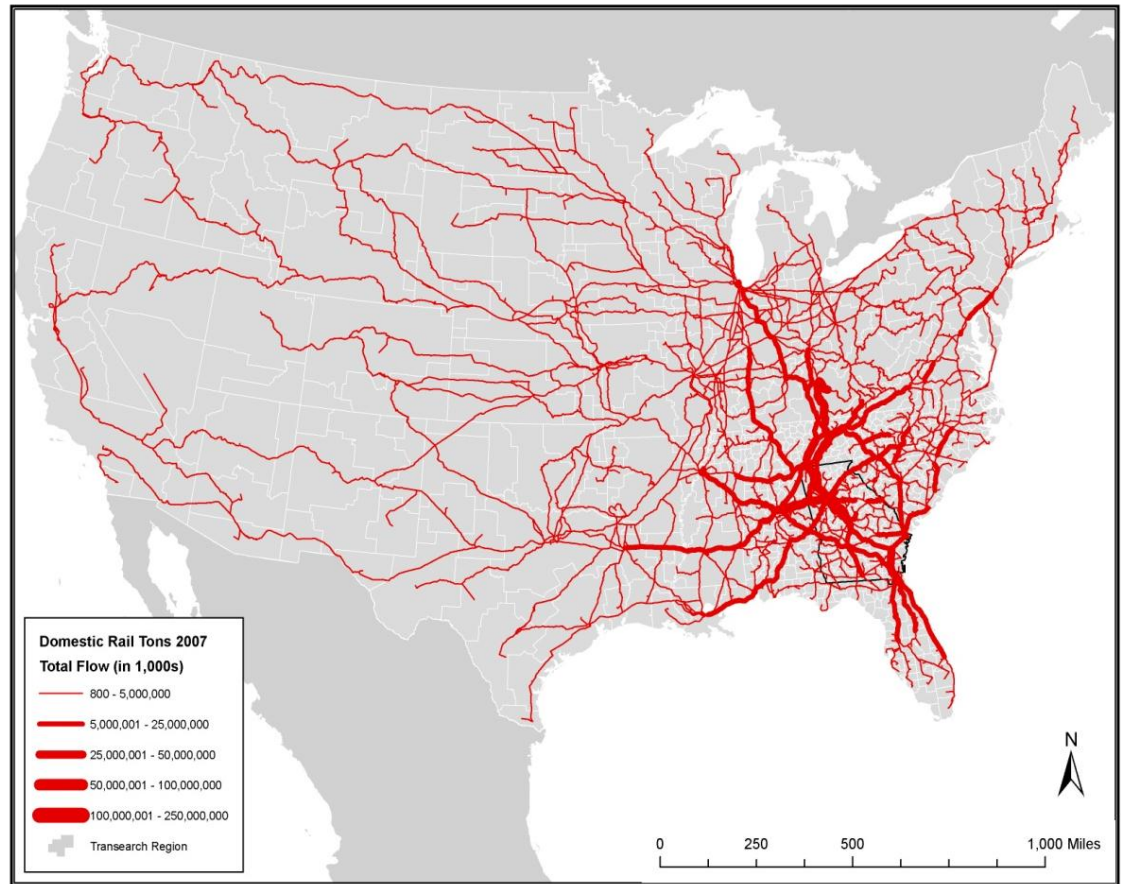 Domestic Rail Tons 2007
Total Flow (in 1,000s)
800 - 5,000,000
5,000,001 - 25,000,000
25,000,001 - 50,000,000
50,000,001 - 100,000,000
100,000,001 - 250,000,000
Transearch Region
N
0 250 500 1,000 Miles